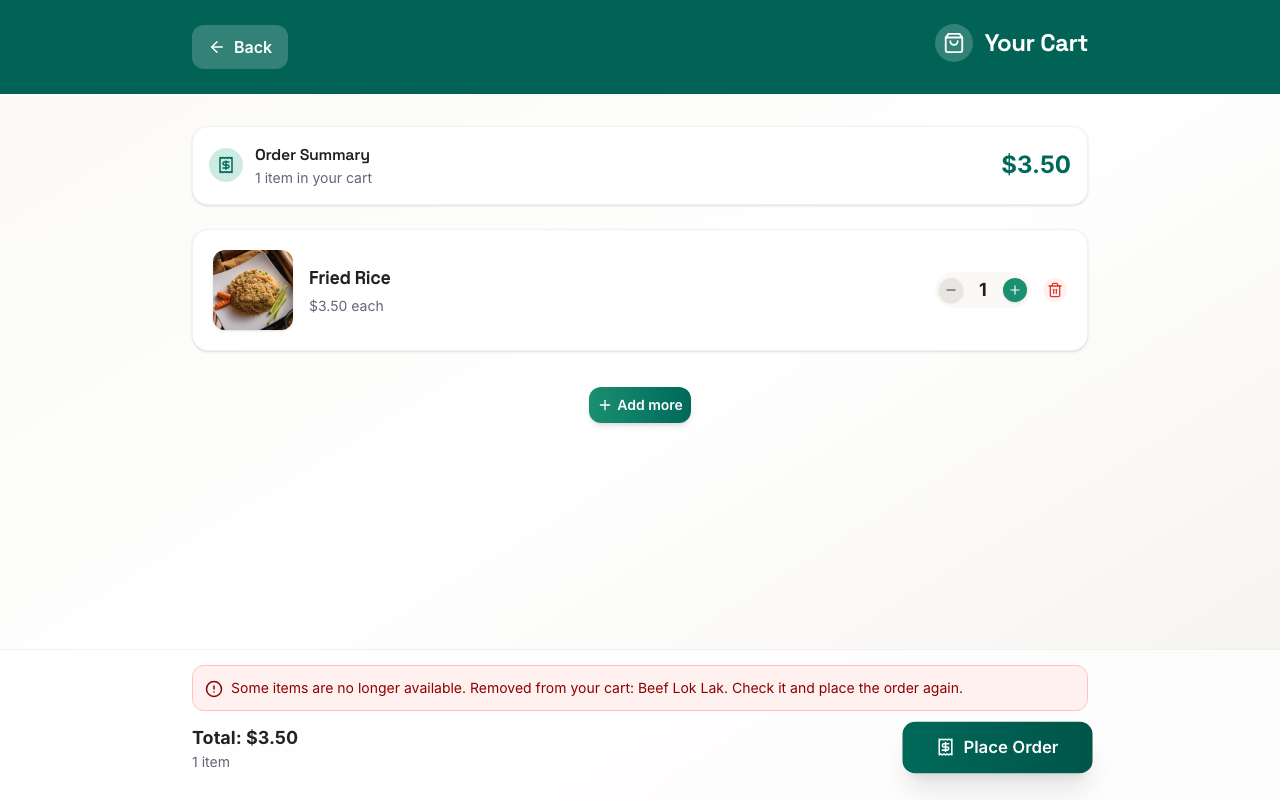 Back
Your Cart
Order Summary
1 item in your cart
$3.50
Fried Rice
$3.50 each
1
Add more
Some items are no longer available. Removed from your cart: Beef Lok Lak. Check it and place the order again.
Total: $3.50
1 item
Place Order